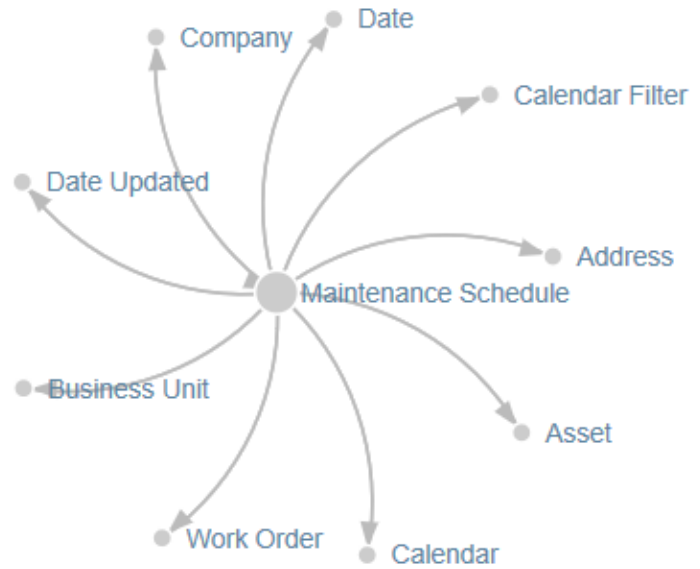 Date
Company
Calendar Filter
Date Updated
Address
Maintenance Schedule
Business Unit
Asset
Work Order
Calendar